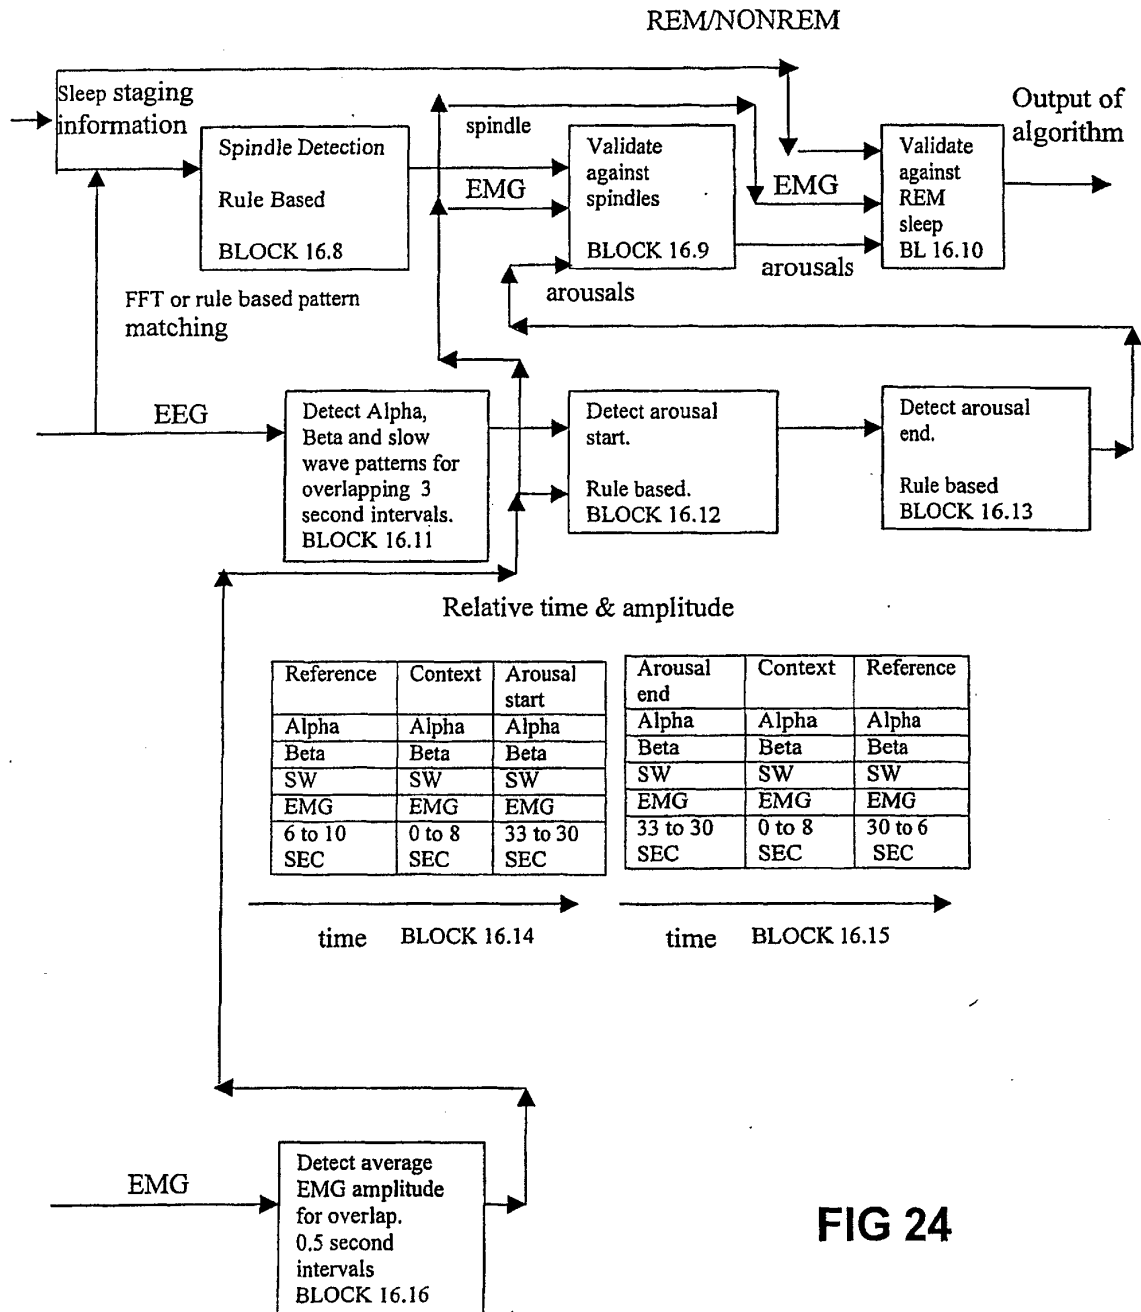 REM/NONREM
Sleep staging
information
Spindle Detection
Rule Based
BLOCK 16.8
spindle
EMG
Validate
against
spindles
BLOCK 16.9
EMG
arousals
Validate
against
REM
sleep
BL 16.10
Output of
algorithm
arousals
FFT or rule based pattern
matching
EEG
Detect Alpha,
Beta and slow
wave patterns for
overlapping 3
second intervals.
BLOCK 16.11
Detect arousal
start.
Rule based.
BLOCK 16.12
Detect arousal
end.
Rule based
BLOCK 16.13
Relative time & amplitude
Reference Context Arousal
start
Alpha Alpha Alpha
Beta Beta Beta
SW SW SW
EMG EMG EMG
6 to 10 0 to 8 33 to 30
SEC SEC SEC
time BLOCK 16.14
Arousal Context Reference
end
Alpha Alpha Alpha
Beta Beta Beta
SW SW SW
EMG EMG EMG
33 to 30 0 to 8 30 to 6
SEC SEC SEC
time BLOCK 16.15
EMG
Detect average
EMG amplitude
for overlap.
0.5 second
intervals
BLOCK 16.16
FIG 24